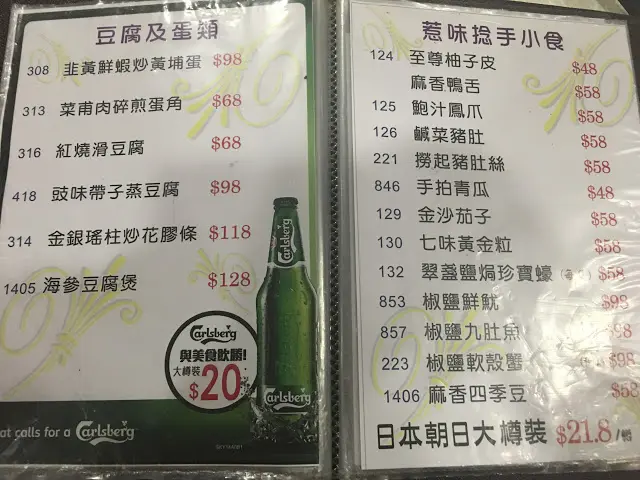 豆腐及蛋類
308 韭黃鮮蝦炒黃埔蛋 $98
313 菜甫肉碎煎蛋角 $68
316 紅燒滑豆腐 $68
418 豉味帶子蒸豆腐 $98
314 金銀瑤柱炒花膠條 $118
1405 海參豆腐煲 $128
Carlsberg
Carlsberg
與美食歡勝!
大樽裝
$20
Carlsberg
at calls for a Carlsberg
惹味捻手小食
124 至尊柚子皮 $48
麻香鴨舌 $58
125 鮑汁鳳爪 $58
126 鹹菜豬肚 $58
221 撈起豬肚絲 $58
846 手拍青瓜 $48
129 金沙茄子 $58
130 七味黃金粒 $58
132 翠盞鹽焗珍寶蠔 $58
853 椒鹽鮮魷 $98
857 椒鹽九肚魚 $98
223 椒鹽軟殼蟹 $98
1406 麻香四季豆 $58
日本朝日大樽裝 $21.8